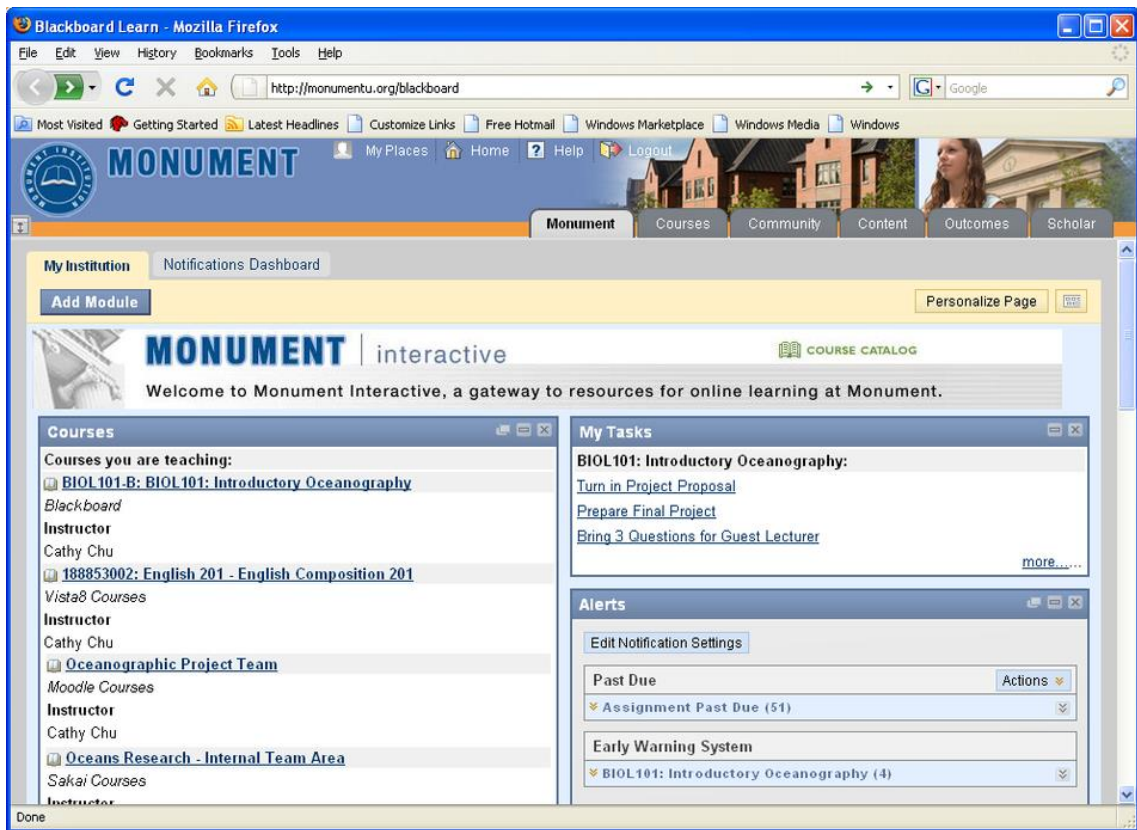 Blackboard Learn - Mozilla Firefox
File Edit View History Bookmarks Tools Help
http://monumentu.org/blackboard
G Google
Most Visited Getting Started Latest Headlines Customize Links Free Hotmail Windows Marketplace Windows Media Windows
MONUMENT
My Places Home ? Help Logout
Monument Courses Community Content Outcomes Scholar
My Institution Notifications Dashboard
Add Module Personalize Page
MONUMENT | interactive COURSE CATALOG
Welcome to Monument Interactive, a gateway to resources for online learning at Monument.
Courses
Courses you are teaching:
BIOL101-B: BIOL101: Introductory Oceanography
Blackboard
Instructor
Cathy Chu
188853002: English 201 - English Composition 201
Vista8 Courses
Instructor
Cathy Chu
Oceanographic Project Team
Moodle Courses
Instructor
Cathy Chu
Oceans Research - Internal Team Area
Sakai Courses
Instructor
My Tasks
BIOL101: Introductory Oceanography:
Turn in Project Proposal
Prepare Final Project
Bring 3 Questions for Guest Lecturer
more......
Alerts
Edit Notification Settings
Past Due Actions
Assignment Past Due (51)
Early Warning System
BIOL101: Introductory Oceanography (4)
Done